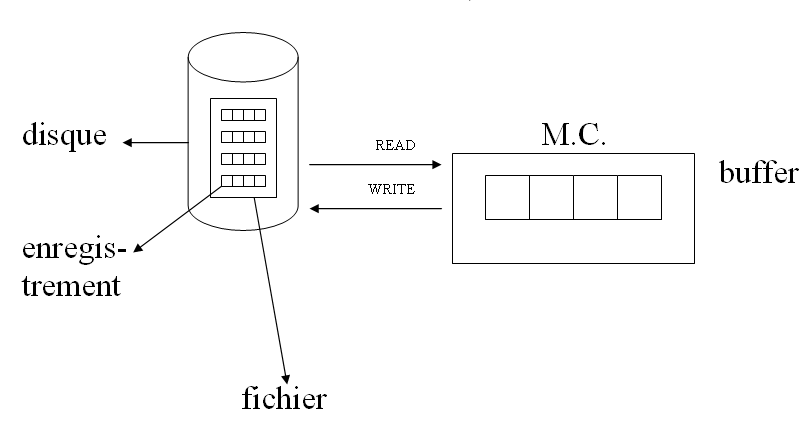 disque
READ
M.C.
WRITE
buffer
enregis-
trement
fichier